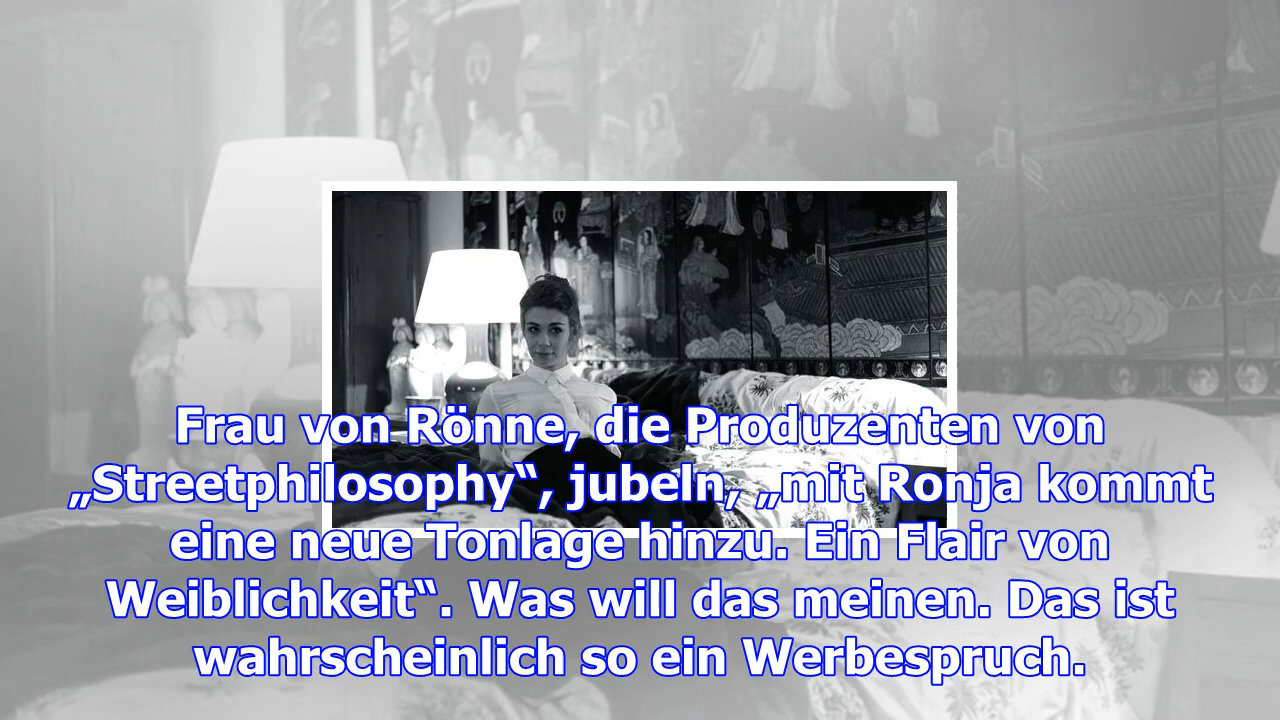 Frau von Rönne, die Produzenten von
„Streetphilosophy“, jubeln, „mit Ronja kommt
eine neue Tonlage hinzu. Ein Flair von
Weiblichkeit“. Was will das meinen. Das ist
wahrscheinlich so ein Werbespruch.